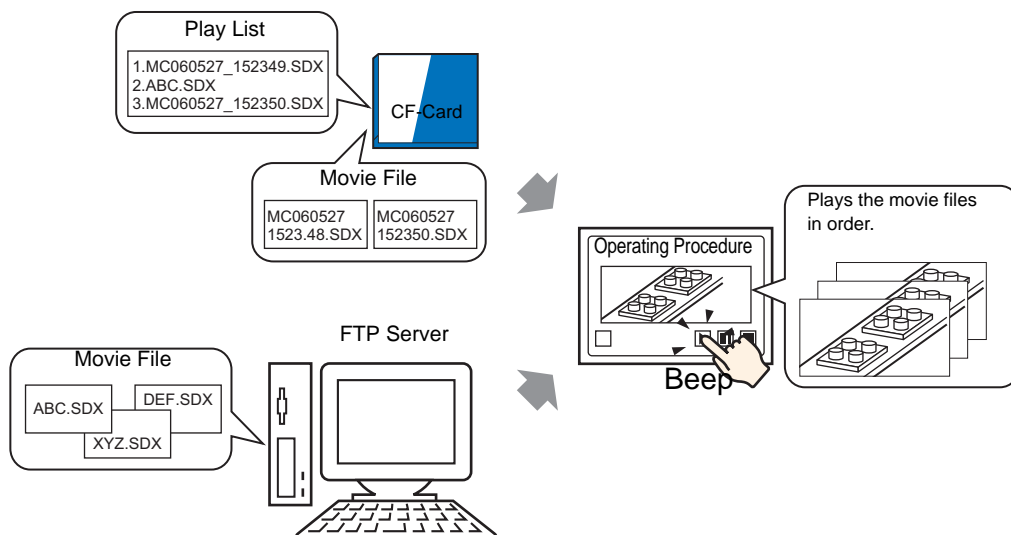 Play List
1.MC060527_152349.SDX
2.ABC.SDX
3.MC060527_152350.SDX
CF-Card
Movie File
MC060527
1523.48.SDX
MC060527
152350.SDX
Plays the movie files
in order.
Operating Procedure
Beep
FTP Server
Movie File
ABC.SDX
DEF.SDX
XYZ.SDX